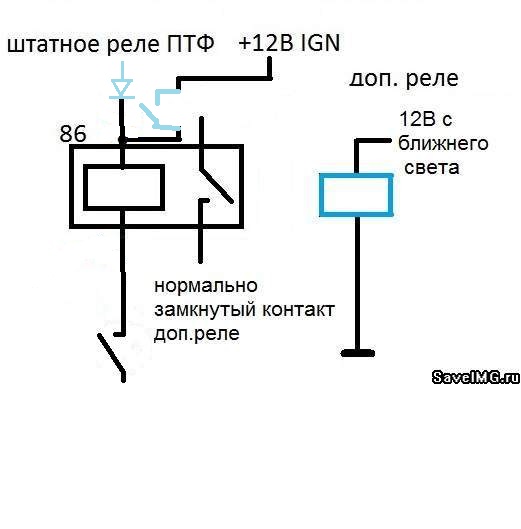 штатное реле ПТФ
+12В IGN
доп. реле
86
12В с
ближнего
света
нормально
замкнутый контакт
доп.реле
SaveIMG.ru